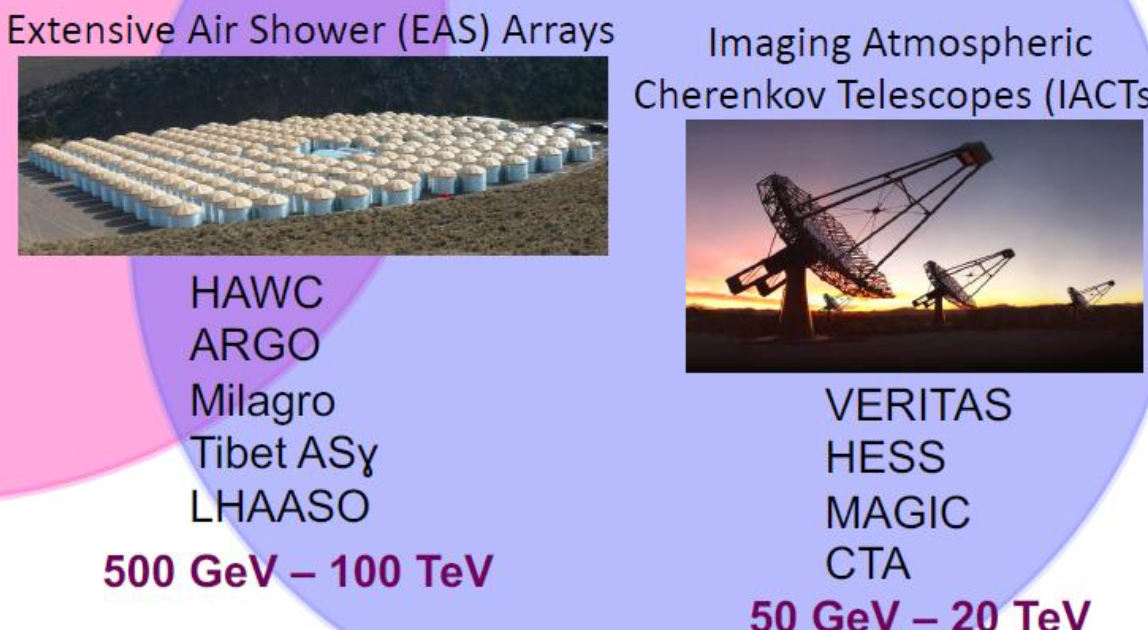 Extensive Air Shower (EAS) Arrays
HAWC
ARGO
Milagro
Tibet ASɣ
LHAASO
500 GeV – 100 TeV
Imaging Atmospheric
Cherenkov Telescopes (IACTs
VERITAS
HESS
MAGIC
CTA
50 GeV – 20 TeV